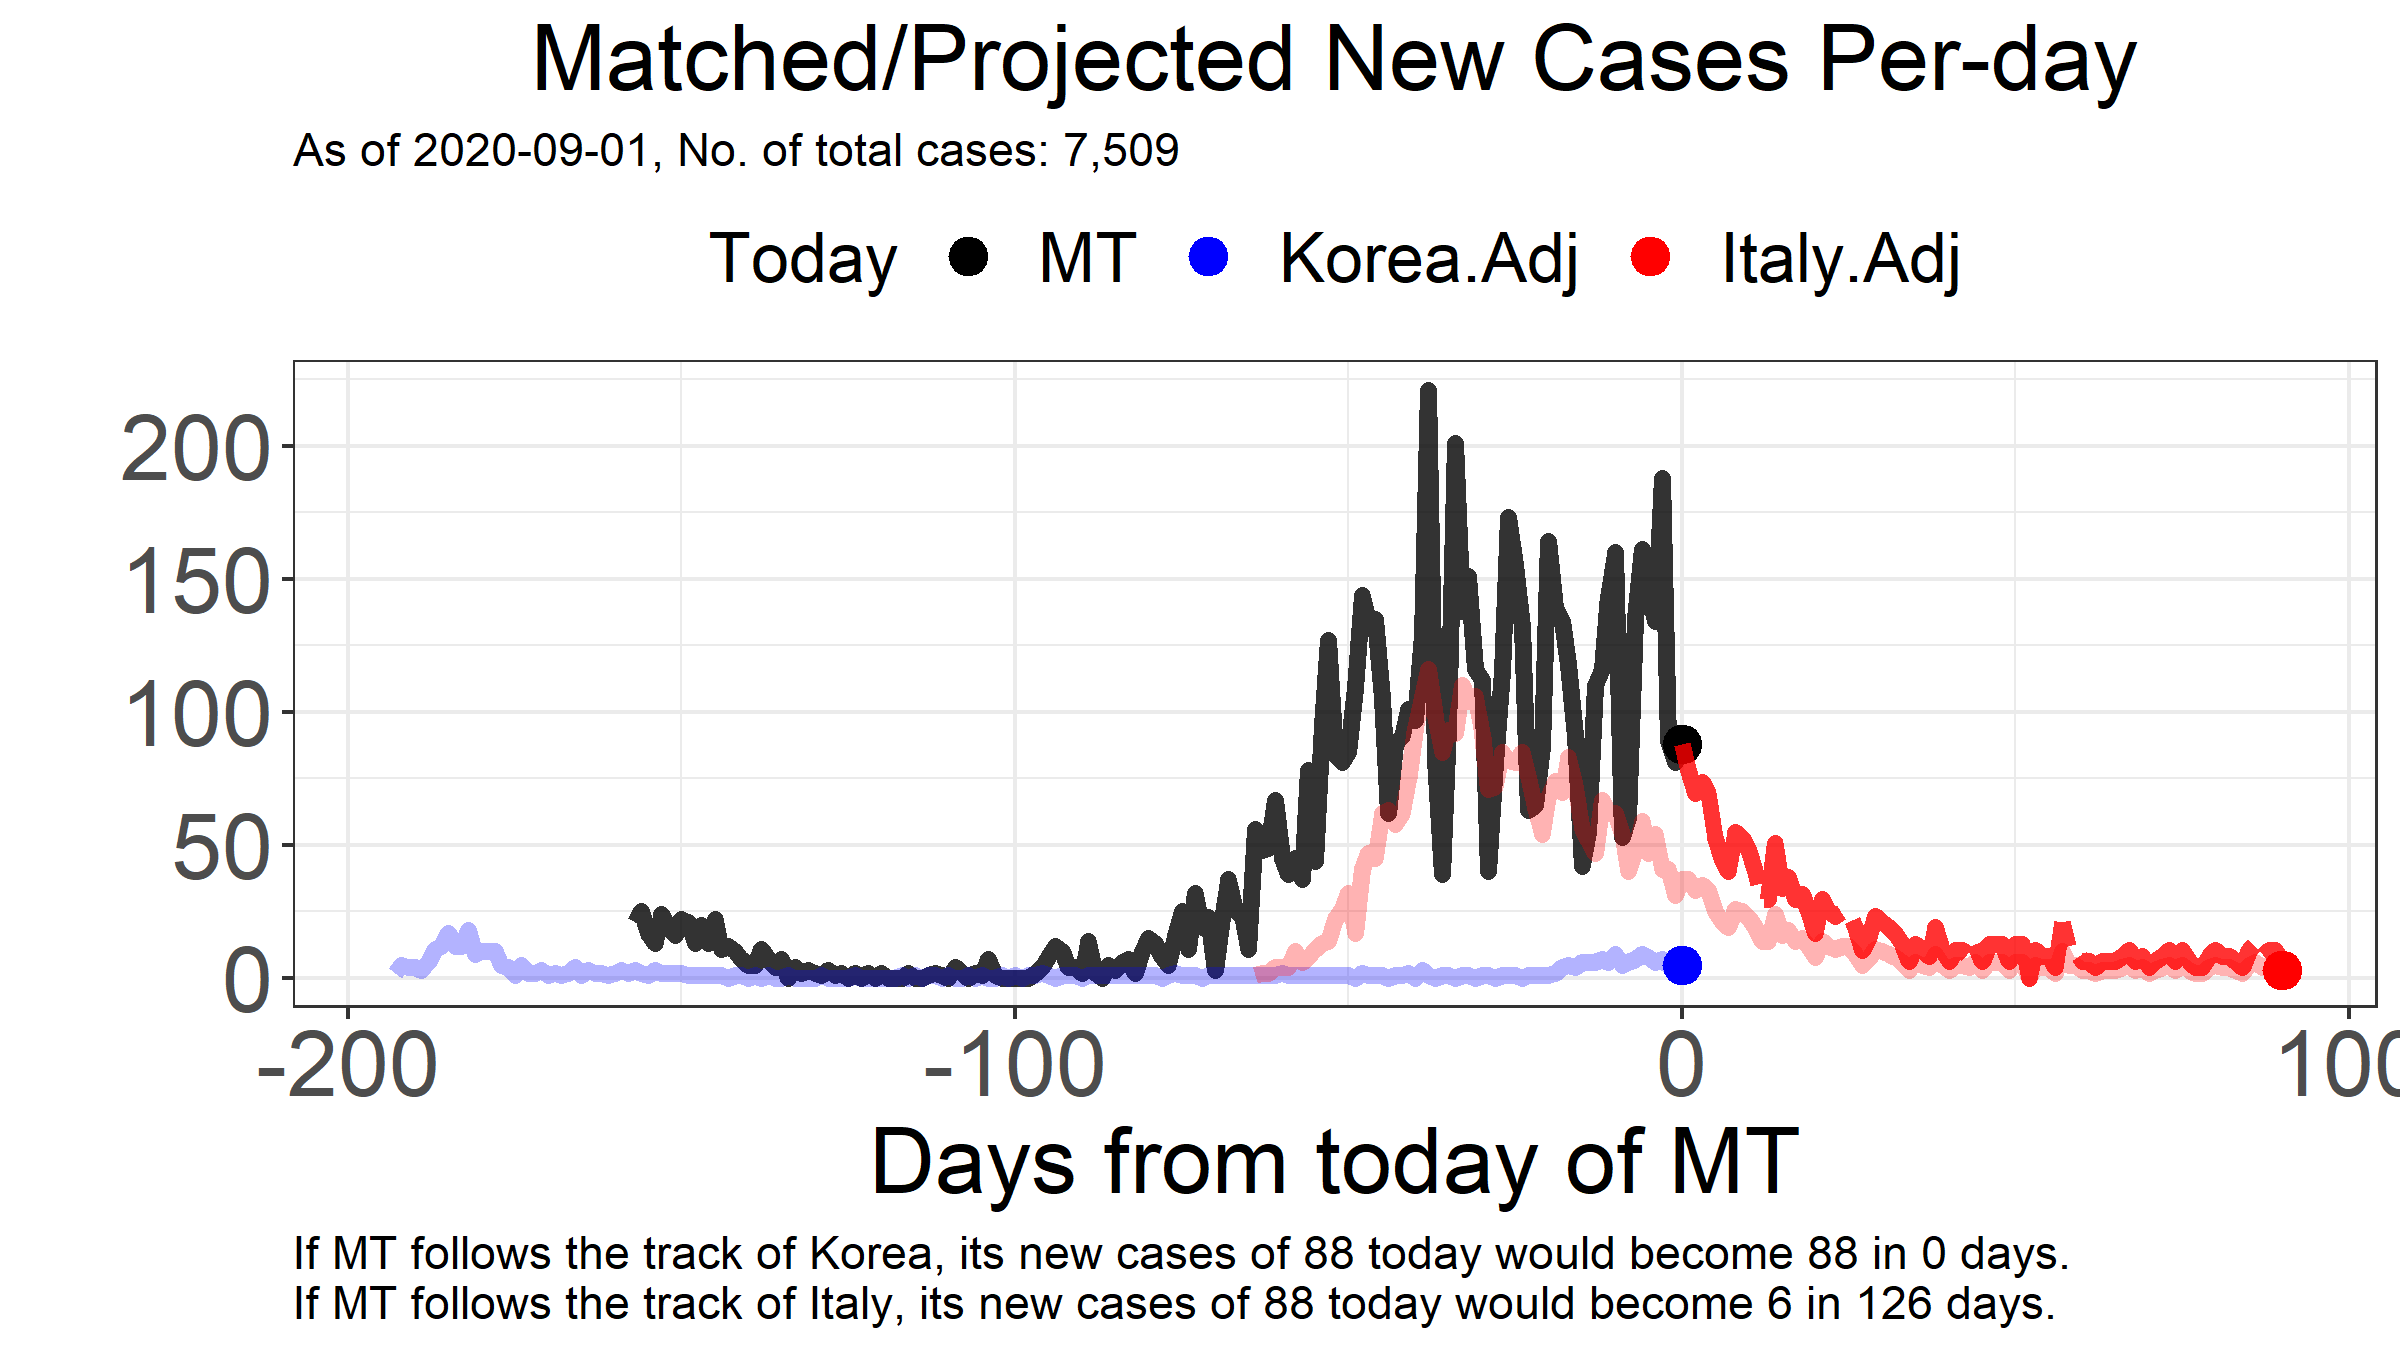 Matched/Projected New Cases Per-day
As of 2020-09-01, No. of total cases: 7,509
Today MT Korea.Adj Italy.Adj
200
150
100
50
0
-200 -100 0 100
Days from today of MT
If MT follows the track of Korea, its new cases of 88 today would become 88 in 0 days.
If MT follows the track of Italy, its new cases of 88 today would become 6 in 126 days.